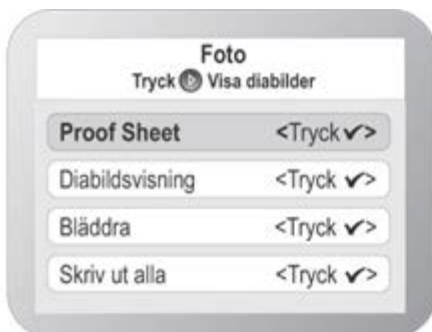 Foto
Tryck Visa diabilder
Proof Sheet <Tryck ✔>
Diabildsvisning <Tryck ✔>
Bläddra <Tryck ✔>
Skriv ut alla <Tryck ✔>